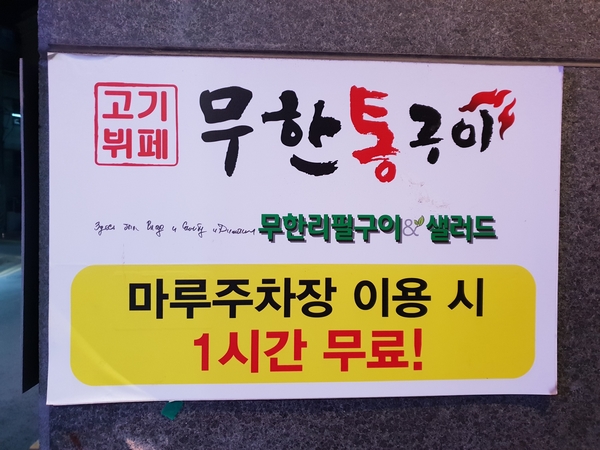 고기
뷔페
무한통구이
무한리필구이&샐러드
마루주차장 이용 시
1시간 무료!